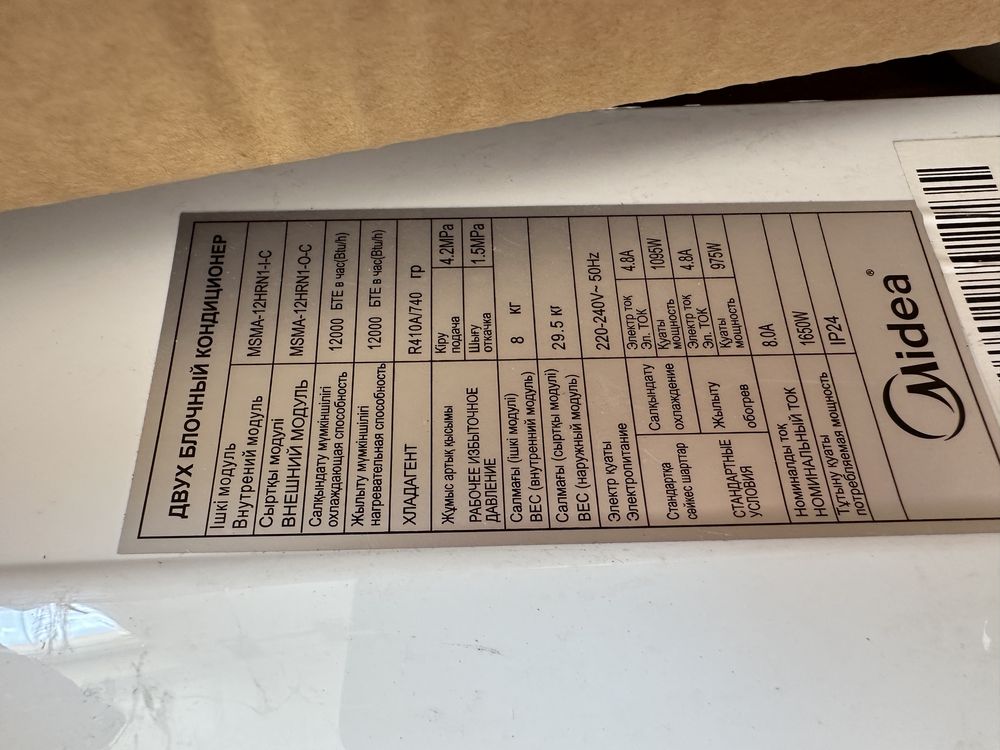 ДВУХ БЛОЧНЫЙ КОНДИЦИОНЕР
Ішкі модуль
Внутрений модуль
MSMA-12HRN1-I-C
Сыртқы модулі
ВНЕШНИЙ МОДУЛЬ
MSMA-12HRN1-O-C
Салқындату мүмкіншілігі
охлаждающая способность
12000 БТЕ в час(Btu/h)
Жылыту мүмкіншілігі
нагревательная способность
12000 БТЕ в час(Btu/h)
ХЛАДАГЕНТ
R410A/740 гр
Жұмыс артық қысымы
РАБОЧЕЕ ИЗБЫТОЧНОЕ
ДАВЛЕНИЕ
Кіру
подача
4.2MPa
Шығу
откачка
1.5MPa
Салмағы (ішкі модулі)
ВЕС (внутренний модуль)
8 кг
Салмағы (сыртқы модулі)
ВЕС (наружный модуль)
29.5 кг
Электр қуаты
Электропитание
220-240V~ 50Hz
Стандартқа
сәйкес шарттар
СТАНДАРТНЫЕ
УСЛОВИЯ
Салқындату
охлаждение
Электр ток
Эл. ТОК
4.8A
Қуаты
мощность
1095W
Жылыту
обогрев
Электр ток
Эл. ТОК
4.8A
Қуаты
мощность
975W
Номиналды ток
НОМИНАЛЬНЫЙ ТОК
8.0A
Тұтыну қуаты
потребляемая мощность
1650W
IP24
Midea®